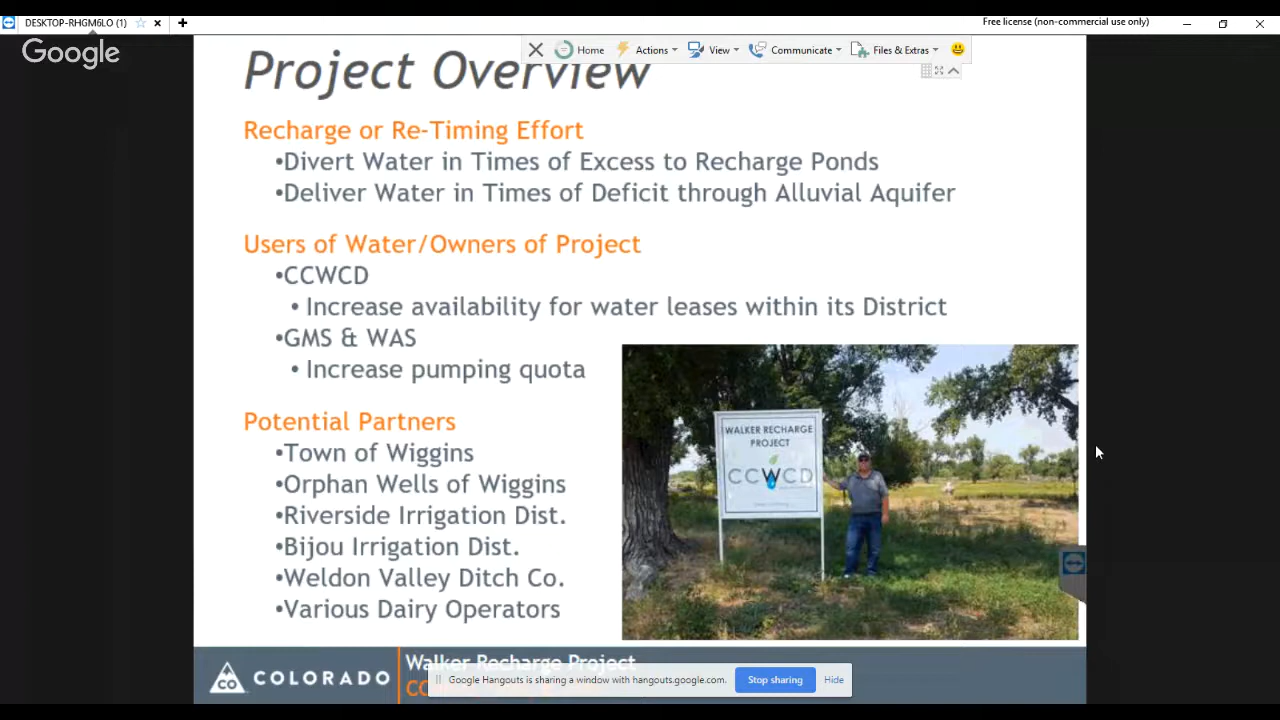 DESKTOP-RHGM6LO (1)
Free license (non-commercial use only)
Google
Home
Actions
View
Communicate
Files & Extras
Project Overview
Recharge or Re-Timing Effort
•Divert Water in Times of Excess to Recharge Ponds
•Deliver Water in Times of Deficit through Alluvial Aquifer
Users of Water/Owners of Project
•CCWCD
• Increase availability for water leases within its District
•GMS & WAS
• Increase pumping quota
Potential Partners
•Town of Wiggins
•Orphan Wells of Wiggins
•Riverside Irrigation Dist.
•Bijou Irrigation Dist.
•Weldon Valley Ditch Co.
•Various Dairy Operators
WALKER RECHARGE
PROJECT
CCWCD
CO
COLORADO
Walker Recharge Project
Google Hangouts is sharing a window with hangouts.google.com.
Stop sharing
Hide